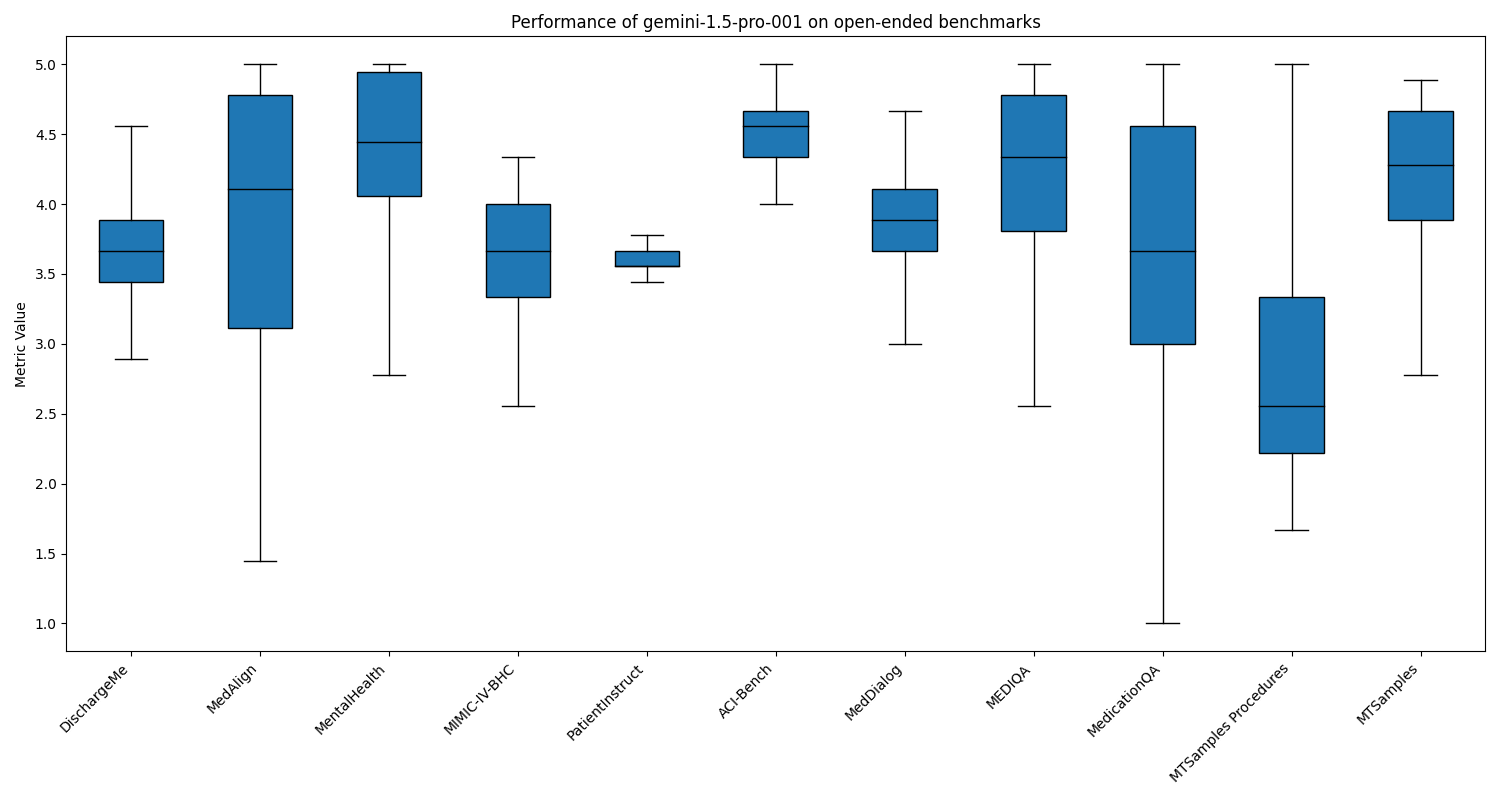 Performance of gemini-1.5-pro-001 on open-ended benchmarks
Metric Value
5.0
4.5
4.0
3.5
3.0
2.5
2.0
1.5
1.0
DischargeMe
MedAlign
MentalHealth
MIMIC-IV-BHC
PatientInstruct
ACI-Bench
MedDialog
MEDIQA
MedicationQA
MTSamples Procedures
MTSamples